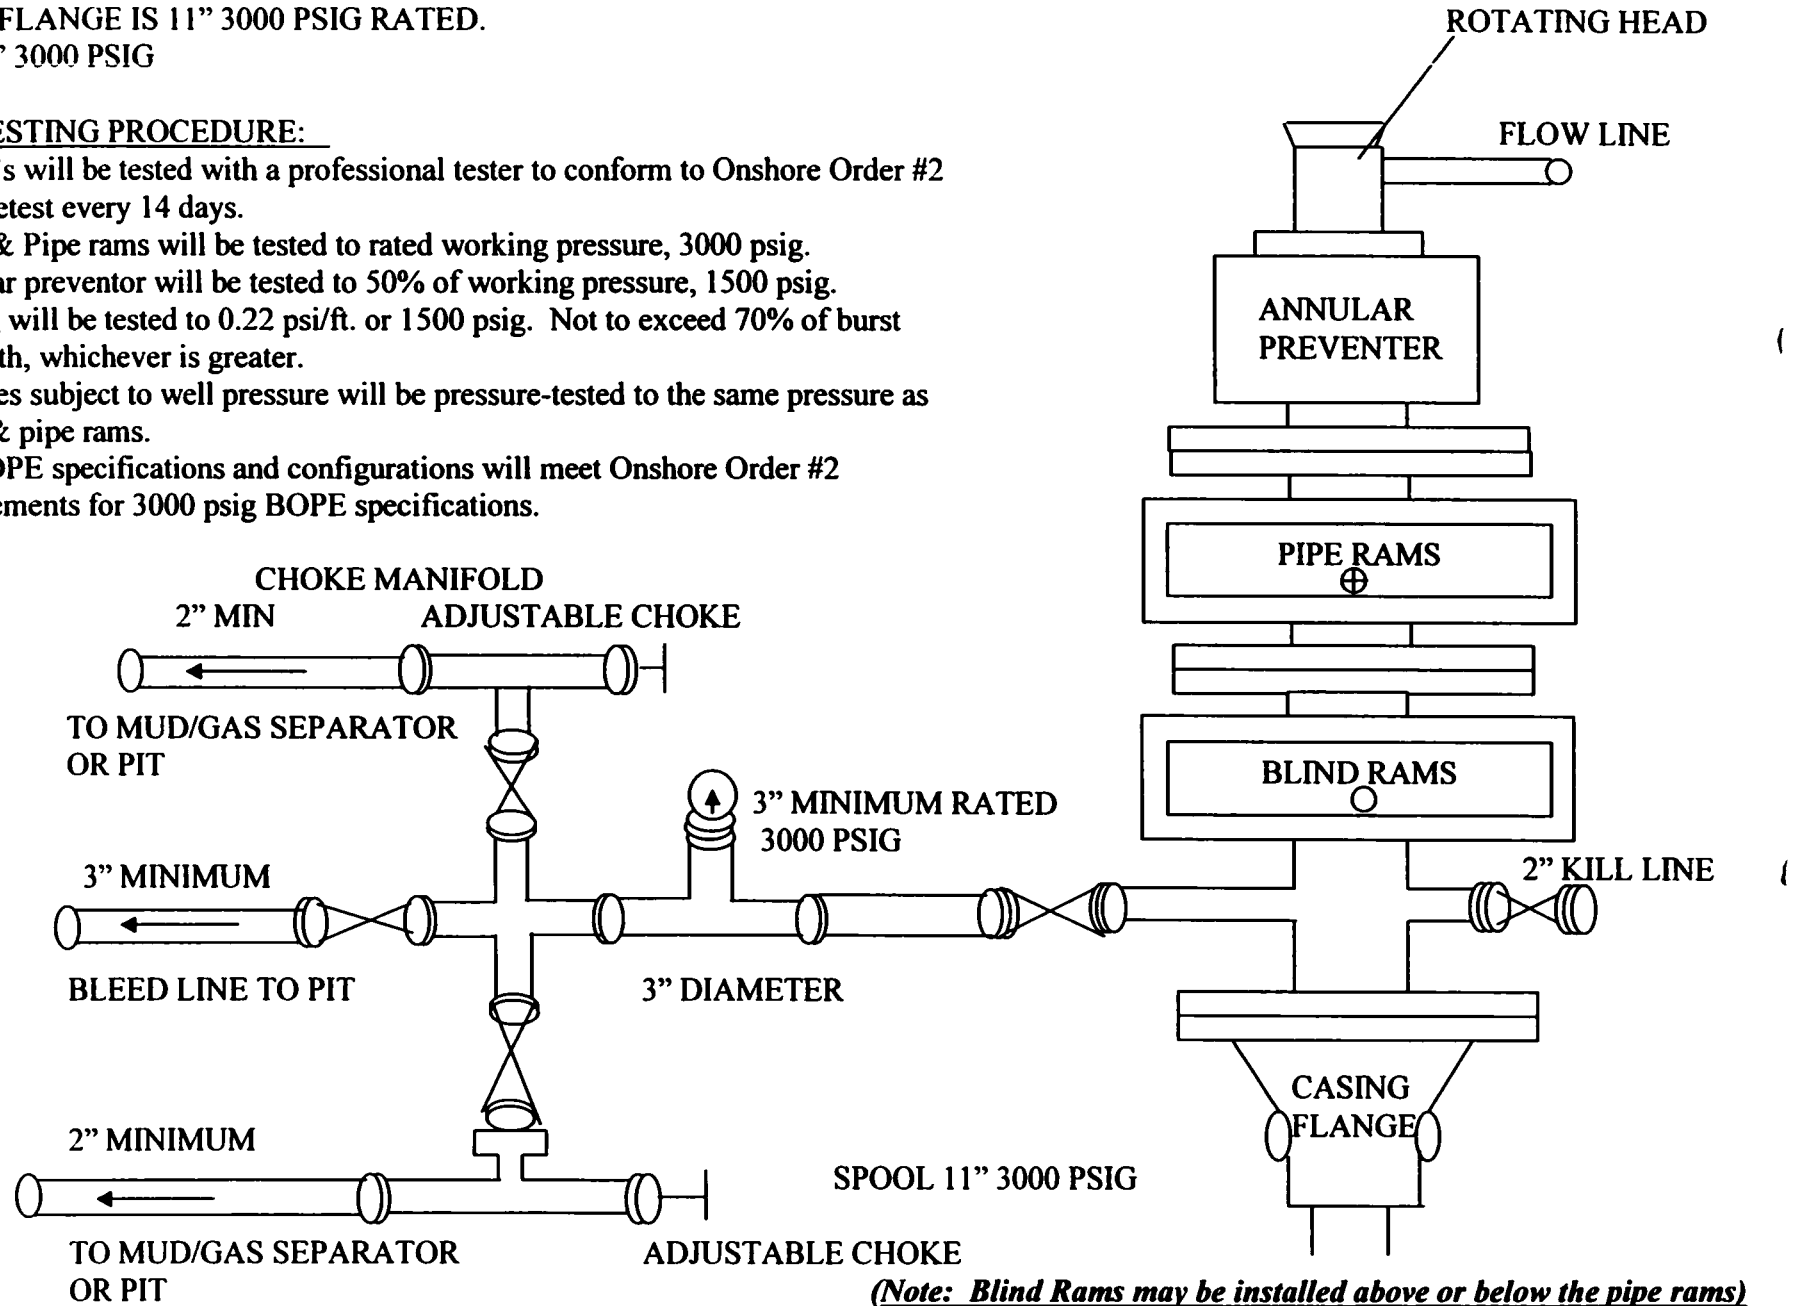 FLANGE IS 11” 3000 PSIG RATED.
” 3000 PSIG
ESTING PROCEDURE:
’s will be tested with a professional tester to conform to Onshore Order #2
etest every 14 days.
& Pipe rams will be tested to rated working pressure, 3000 psig.
ar preventor will be tested to 50% of working pressure, 1500 psig.
will be tested to 0.22 psi/ft. or 1500 psig. Not to exceed 70% of burst
th, whichever is greater.
es subject to well pressure will be pressure-tested to the same pressure as
& pipe rams.
OPE specifications and configurations will meet Onshore Order #2
ements for 3000 psig BOPE specifications.
ROTATING HEAD
FLOW LINE
ANNULAR
PREVENTER
PIPE RAMS
BLIND RAMS
2” KILL LINE
CASING
FLANGE
CHOKE MANIFOLD
2” MIN
ADJUSTABLE CHOKE
TO MUD/GAS SEPARATOR
OR PIT
3” MINIMUM RATED
3000 PSIG
3” MINIMUM
BLEED LINE TO PIT
3” DIAMETER
2” MINIMUM
SPOOL 11” 3000 PSIG
TO MUD/GAS SEPARATOR
OR PIT
ADJUSTABLE CHOKE
(Note: Blind Rams may be installed above or below the pipe rams)